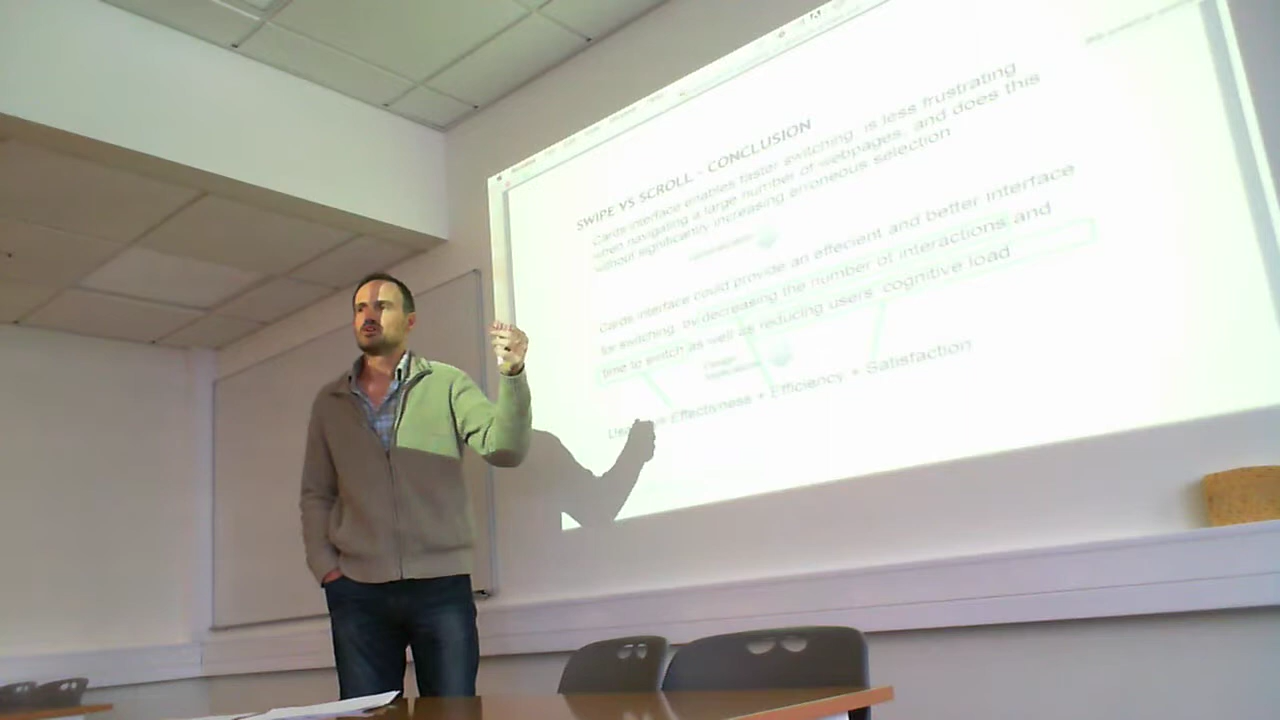 SWIPE VS SCROLL - CONCLUSION
Cards interface enables faster switching, is less frustrating
when navigating a large number of webpages, and does this
without significantly increasing erroneous selection
Cards interface could provide an effecient and better interface
for switching, by decreasing the number of interactions and
time to switch as well as reducing users' cognitive load
Effectivness + Efficiency + Satisfaction